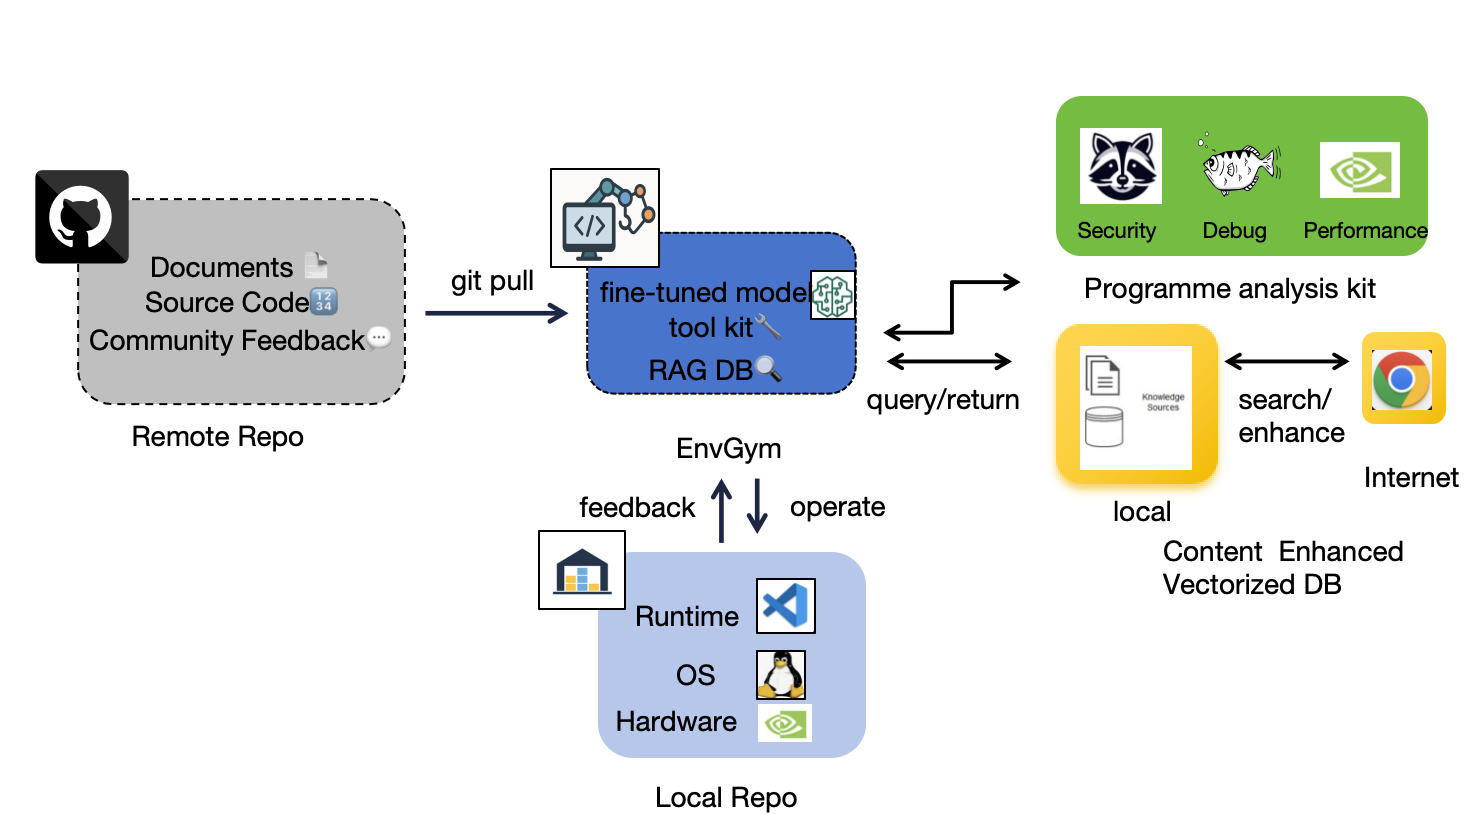 Documents
Source Code
Community Feedback
Remote Repo
git pull
fine-tuned model
tool kit
RAG DB
EnvGym
feedback
operate
Runtime
OS
Hardware
Local Repo
Security
Debug
Performance
Programme analysis kit
query/return
Knowledge
Sources
local
search/
enhance
Internet
Content Enhanced
Vectorized DB